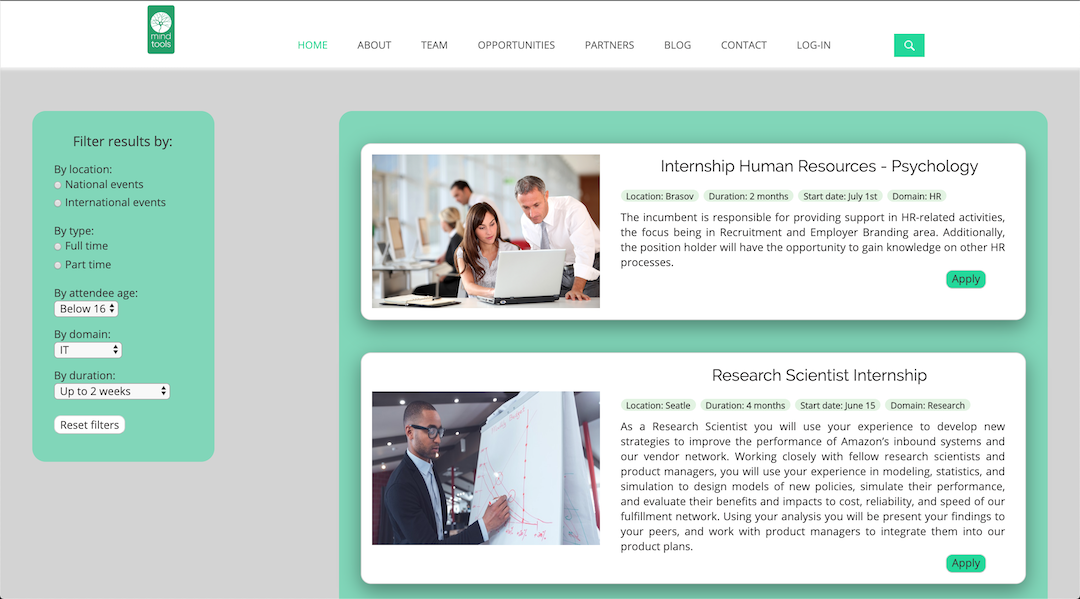 mind
tools
HOME ABOUT TEAM OPPORTUNITIES PARTNERS BLOG CONTACT LOG-IN
Filter results by:
By location:
National events
International events
By type:
Full time
Part time
By attendee age:
Below 16
By domain:
IT
By duration:
Up to 2 weeks
Reset filters
Internship Human Resources - Psychology
Location: Brasov Duration: 2 months Start date: July 1st Domain: HR
The incumbent is responsible for providing support in HR-related activities,
the focus being in Recruitment and Employer Branding area. Additionally,
the position holder will have the opportunity to gain knowledge on other HR
processes.
Apply
Research Scientist Internship
Location: Seatle Duration: 4 months Start date: June 15 Domain: Research
As a Research Scientist you will use your experience to develop new
strategies to improve the performance of Amazon's inbound systems and
our vendor network. Working closely with fellow research scientists and
product managers, you will use your experience in modeling, statistics, and
simulation to design models of new policies, simulate their performance,
and evaluate their benefits and impacts to cost, reliability, and speed of our
fulfillment network. Using your analysis you will be present your findings to
your peers, and work with product managers to integrate them into our
product plans.
Apply